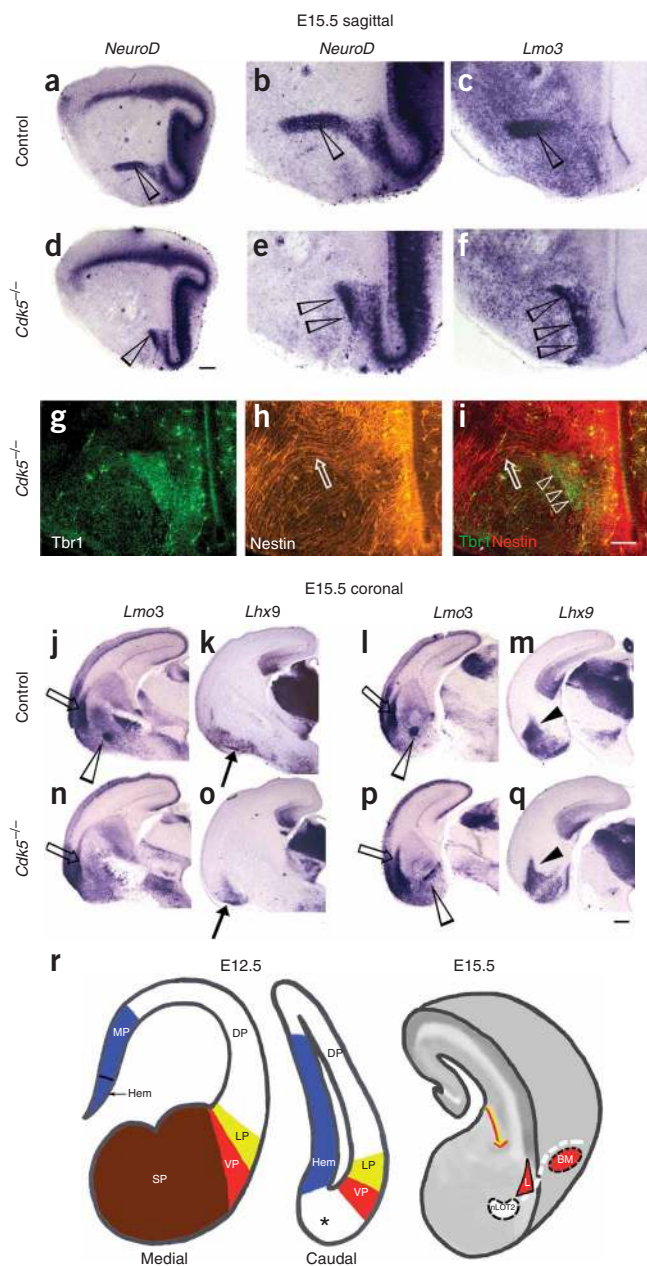 E15.5 sagittal
NeuroD NeuroD Lmo3
Control
a b c
Cdk5–/–
d e f
Cdk5–/–
g h i
Tbr1 Nestin Tbr1Nestin
E15.5 coronal
Lmo3 Lhx9 Lmo3 Lhx9
Control
j k l m
Cdk5–/–
n o p q
r E12.5 E15.5
MP DP DP
Hem
LP Hem LP
VP VP
SP
L BM
nLOT2
*
Medial Caudal